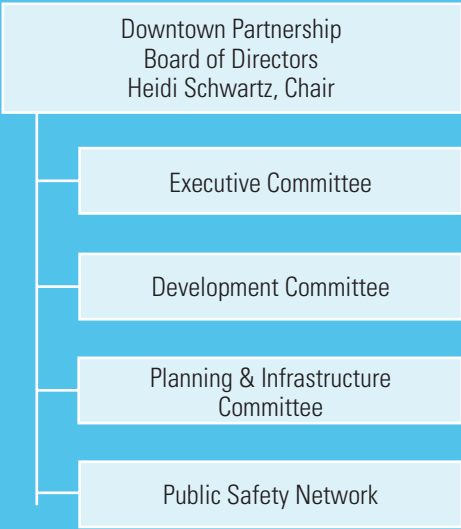 Downtown Partnership
Board of Directors
Heidi Schwartz, Chair
Executive Committee
Development Committee
Planning & Infrastructure
Committee
Public Safety Network